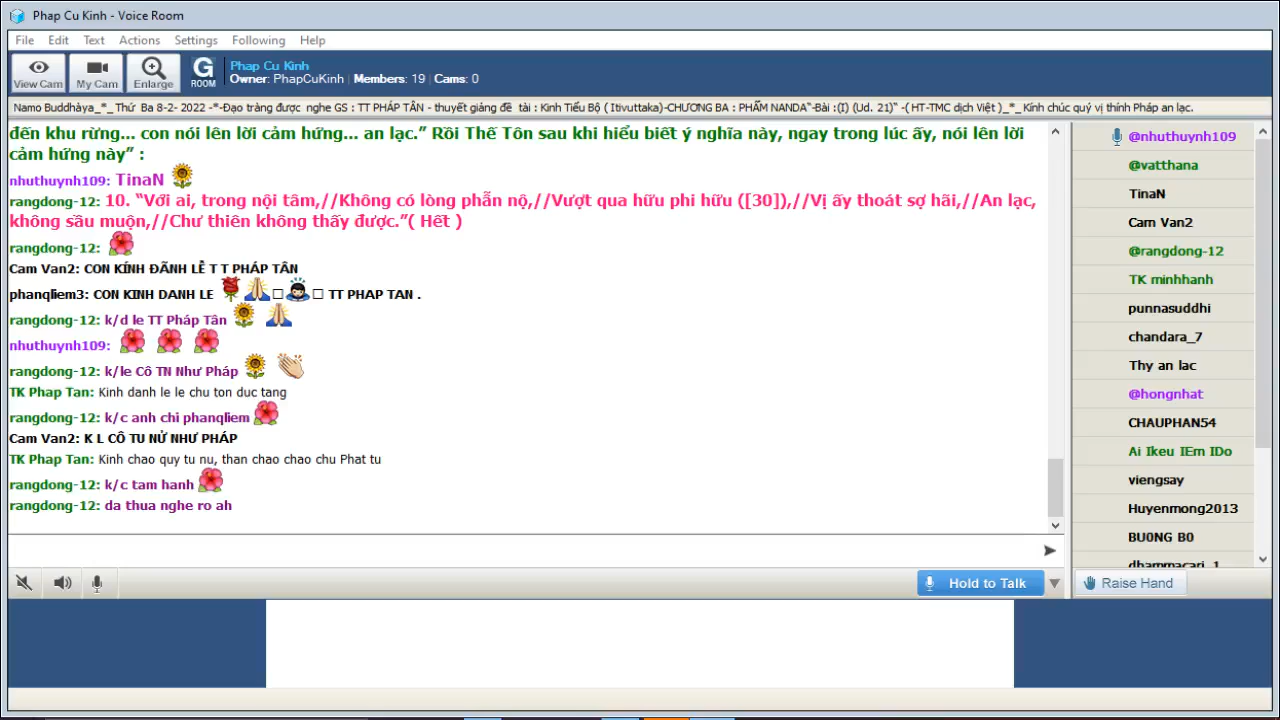 Phap Cu Kinh - Voice Room
File Edit Text Actions Settings Following Help
View Cam My Cam Enlarge G ROOM
Phap Cu Kinh
Owner: PhapCuKinh | Members: 19 | Cams: 0
Namo Buddhàya_*_Thứ Ba 8-2- 2022 -*-Đạo tràng được nghe GS : TT PHÁP TÂN - thuyết giảng đề tài : Kinh Tiểu Bộ ( Itivuttaka)-CHƯƠNG BA : PHẨM NANDA“-Bài :(I) (Ud. 21)“ -( HT-TMC dịch Việt )_*_ Kính chúc quý vị thính Pháp an lạc.
đến khu rừng... con nói lên lời cảm hứng... an lạc.” Rồi Thế Tôn sau khi hiểu biết ý nghĩa này, ngay trong lúc ấy, nói lên lời
cảm hứng này” :
nhuthuynh109: TinaN
rangdong-12: 10. “Với ai, trong nội tâm,//Không có lòng phẫn nộ,//Vượt qua hữu phi hữu ([30]),//Vị ấy thoát sợ hãi,//An lạc,
không sầu muộn,//Chư thiên không thấy được.”( Hết )
rangdong-12:
Cam Van2: CON KÍNH ĐÃNH LỄ T T PHÁP TÂN
phanqliem3: CON KINH DANH LE TT PHAP TAN .
rangdong-12: k/d le TT Pháp Tân
nhuthuynh109:
rangdong-12: k/le Cô TN Như Pháp
TK Phap Tan: Kinh danh le le chu ton duc tang
rangdong-12: k/c anh chi phanqliem
Cam Van2: K L CÔ TU NỬ NHƯ PHÁP
TK Phap Tan: Kinh chao quy tu nu, than chao chao chu Phat tu
rangdong-12: k/c tam hanh
rangdong-12: da thua nghe ro ah
Hold to Talk
@nhuthuynh109
@vatthana
TinaN
Cam Van2
@rangdong-12
TK minhhanh
punnasuddhi
chandara_7
Thy an lac
@hongnhat
CHAUPHAN54
Ai Ikeu IEm IDo
viengsay
Huyenmong2013
BU0NG B0
dhammacari_1
Raise Hand